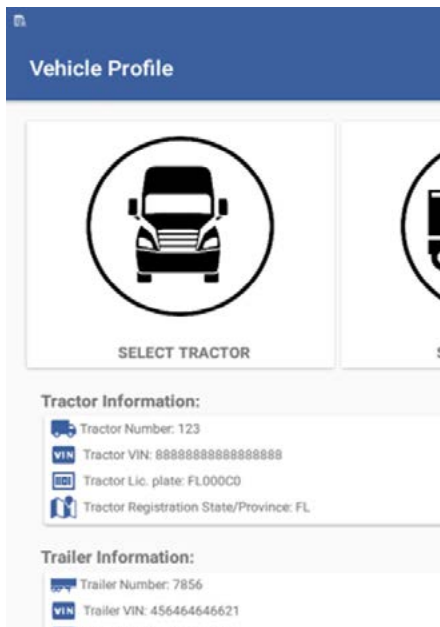 Vehicle Profile
SELECT TRACTOR
S
Tractor Information:
Tractor Number: 123
VIN Tractor VIN: 88888888888888888
Tractor Lic. plate: FL000C0
Tractor Registration State/Province: FL
Trailer Information:
Trailer Number: 7856
VIN Trailer VIN: 456464646621